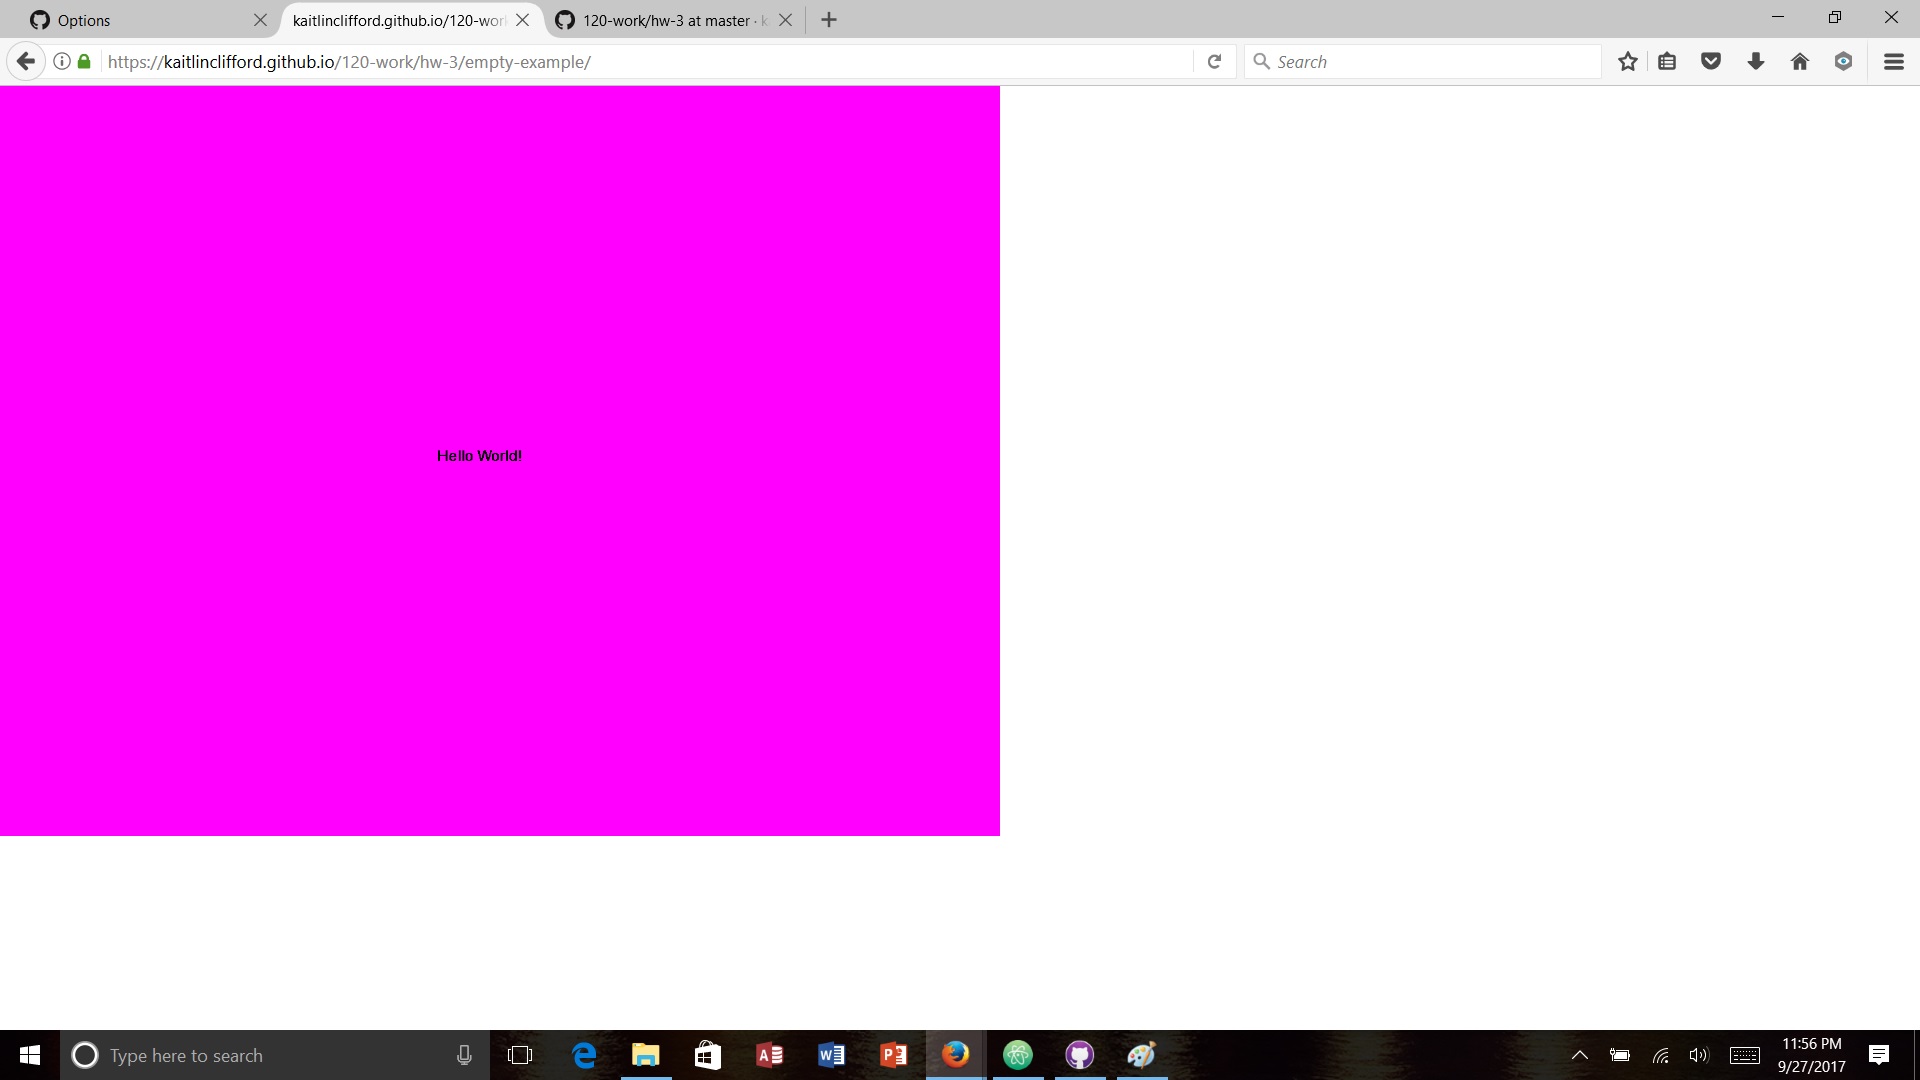 Options
kaitlinclifford.github.io/120-wor
120-work/hw-3 at master · k
https://kaitlinclifford.github.io/120-work/hw-3/empty-example/
Search
Hello World!
Type here to search
11:56 PM
9/27/2017